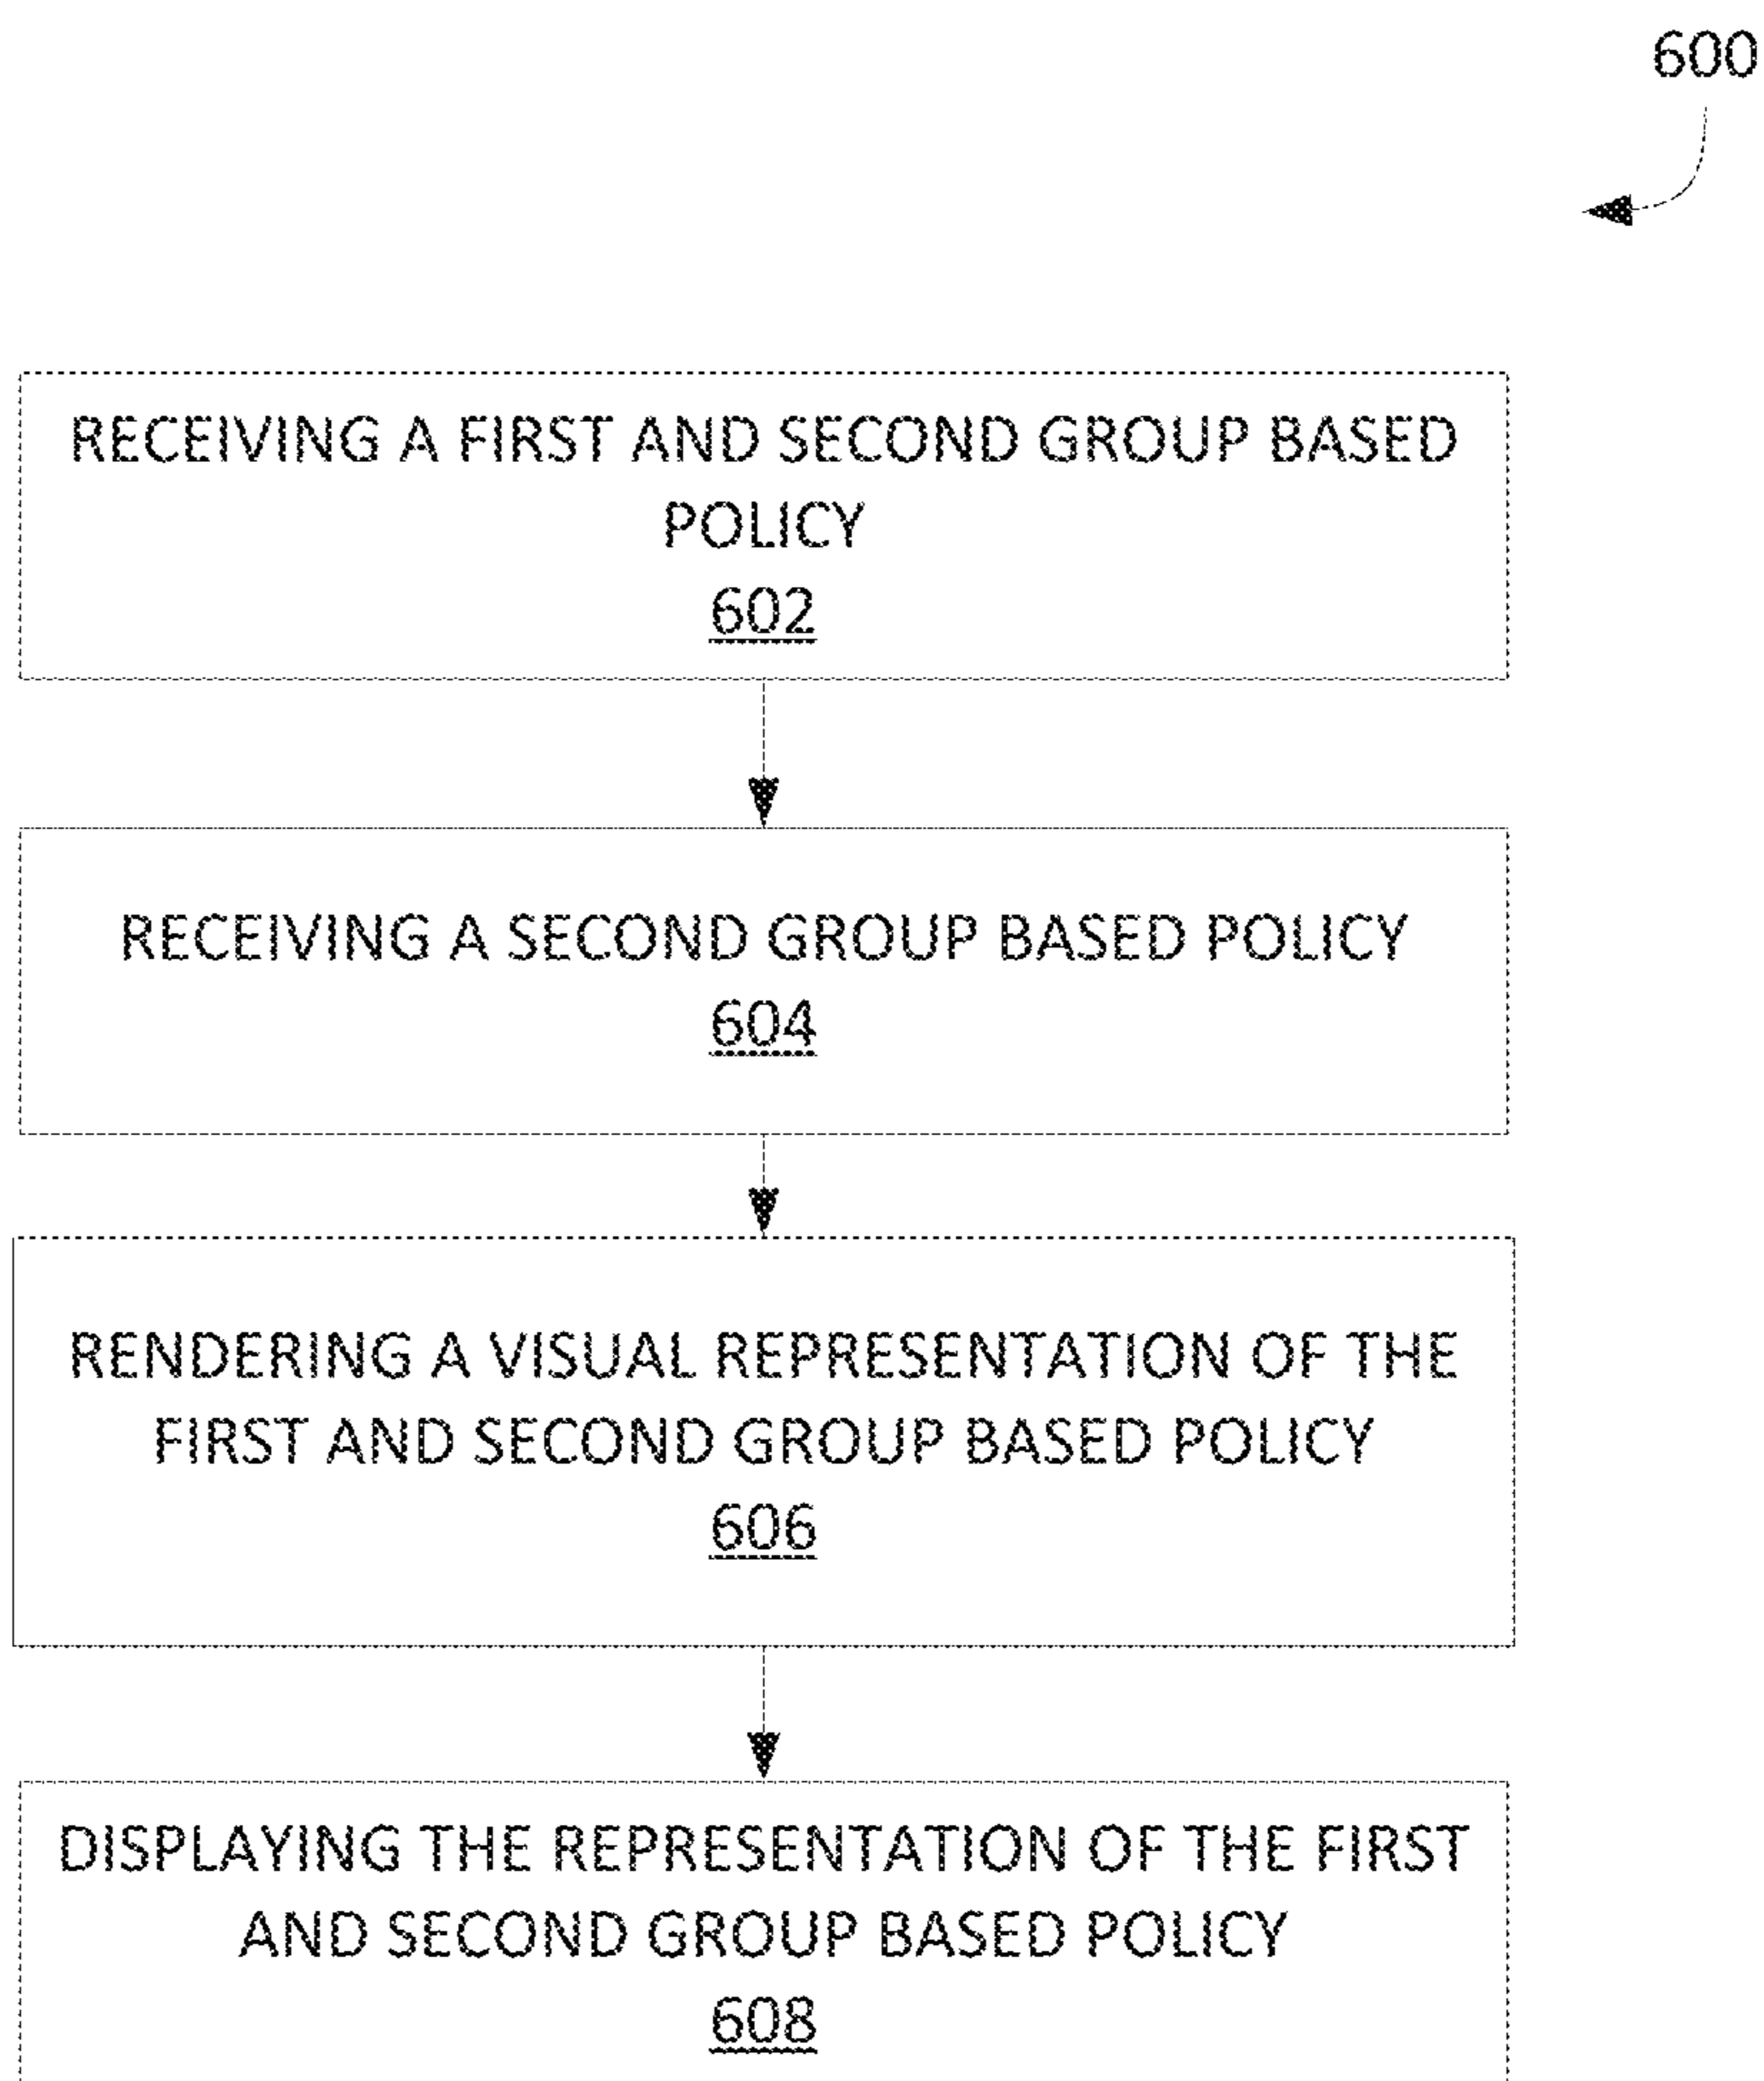 600
RECEIVING A FIRST AND SECOND GROUP BASED
POLICY
602
RECEIVING A SECOND GROUP BASED POLICY
604
RENDERING A VISUAL REPRESENTATION OF THE
FIRST AND SECOND GROUP BASED POLICY
606
DISPLAYING THE REPRESENTATION OF THE FIRST
AND SECOND GROUP BASED POLICY
608